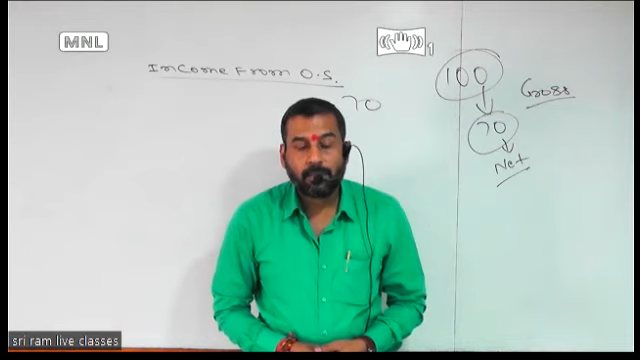 MNL
1
Income From O.S.
70
100
Gross
70
Net
sri ram live classes